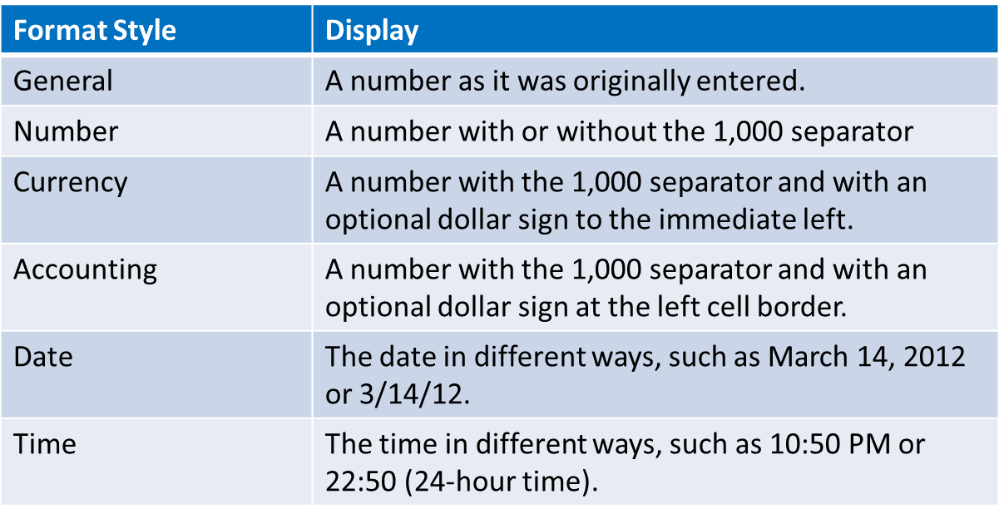 Format Style
Display
General
A number as it was originally entered.
Number
A number with or without the 1,000 separator
Currency
A number with the 1,000 separator and with an
optional dollar sign to the immediate left.
Accounting
A number with the 1,000 separator and with an
optional dollar sign at the left cell border.
Date
The date in different ways, such as March 14, 2012
or 3/14/12.
Time
The time in different ways, such as 10:50 PM or
22:50 (24-hour time).